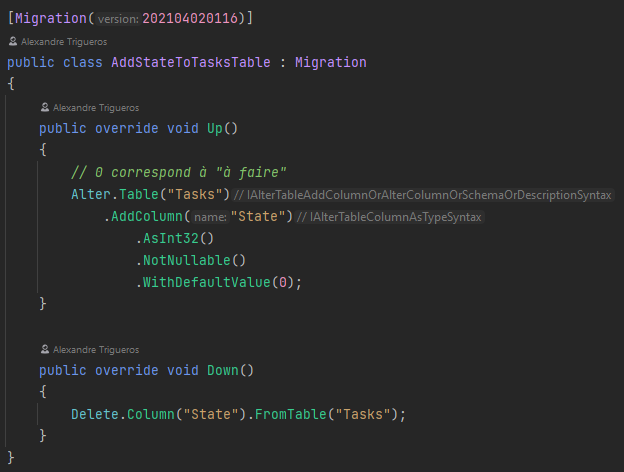 [Migration(version: 202104020116)]
Alexandre Trigueros
public class AddStateToTasksTable : Migration
{
Alexandre Trigueros
public override void Up()
{
// 0 correspond à "à faire"
Alter.Table("Tasks") // IAlterTableAddColumnOrAlterColumnOrSchemaOrDescriptionSyntax
.AddColumn(name: "State") // IAlterTableColumnAsTypeSyntax
.AsInt32()
.NotNullable()
.WithDefaultValue(0);
}
Alexandre Trigueros
public override void Down()
{
Delete.Column("State").FromTable("Tasks");
}
}